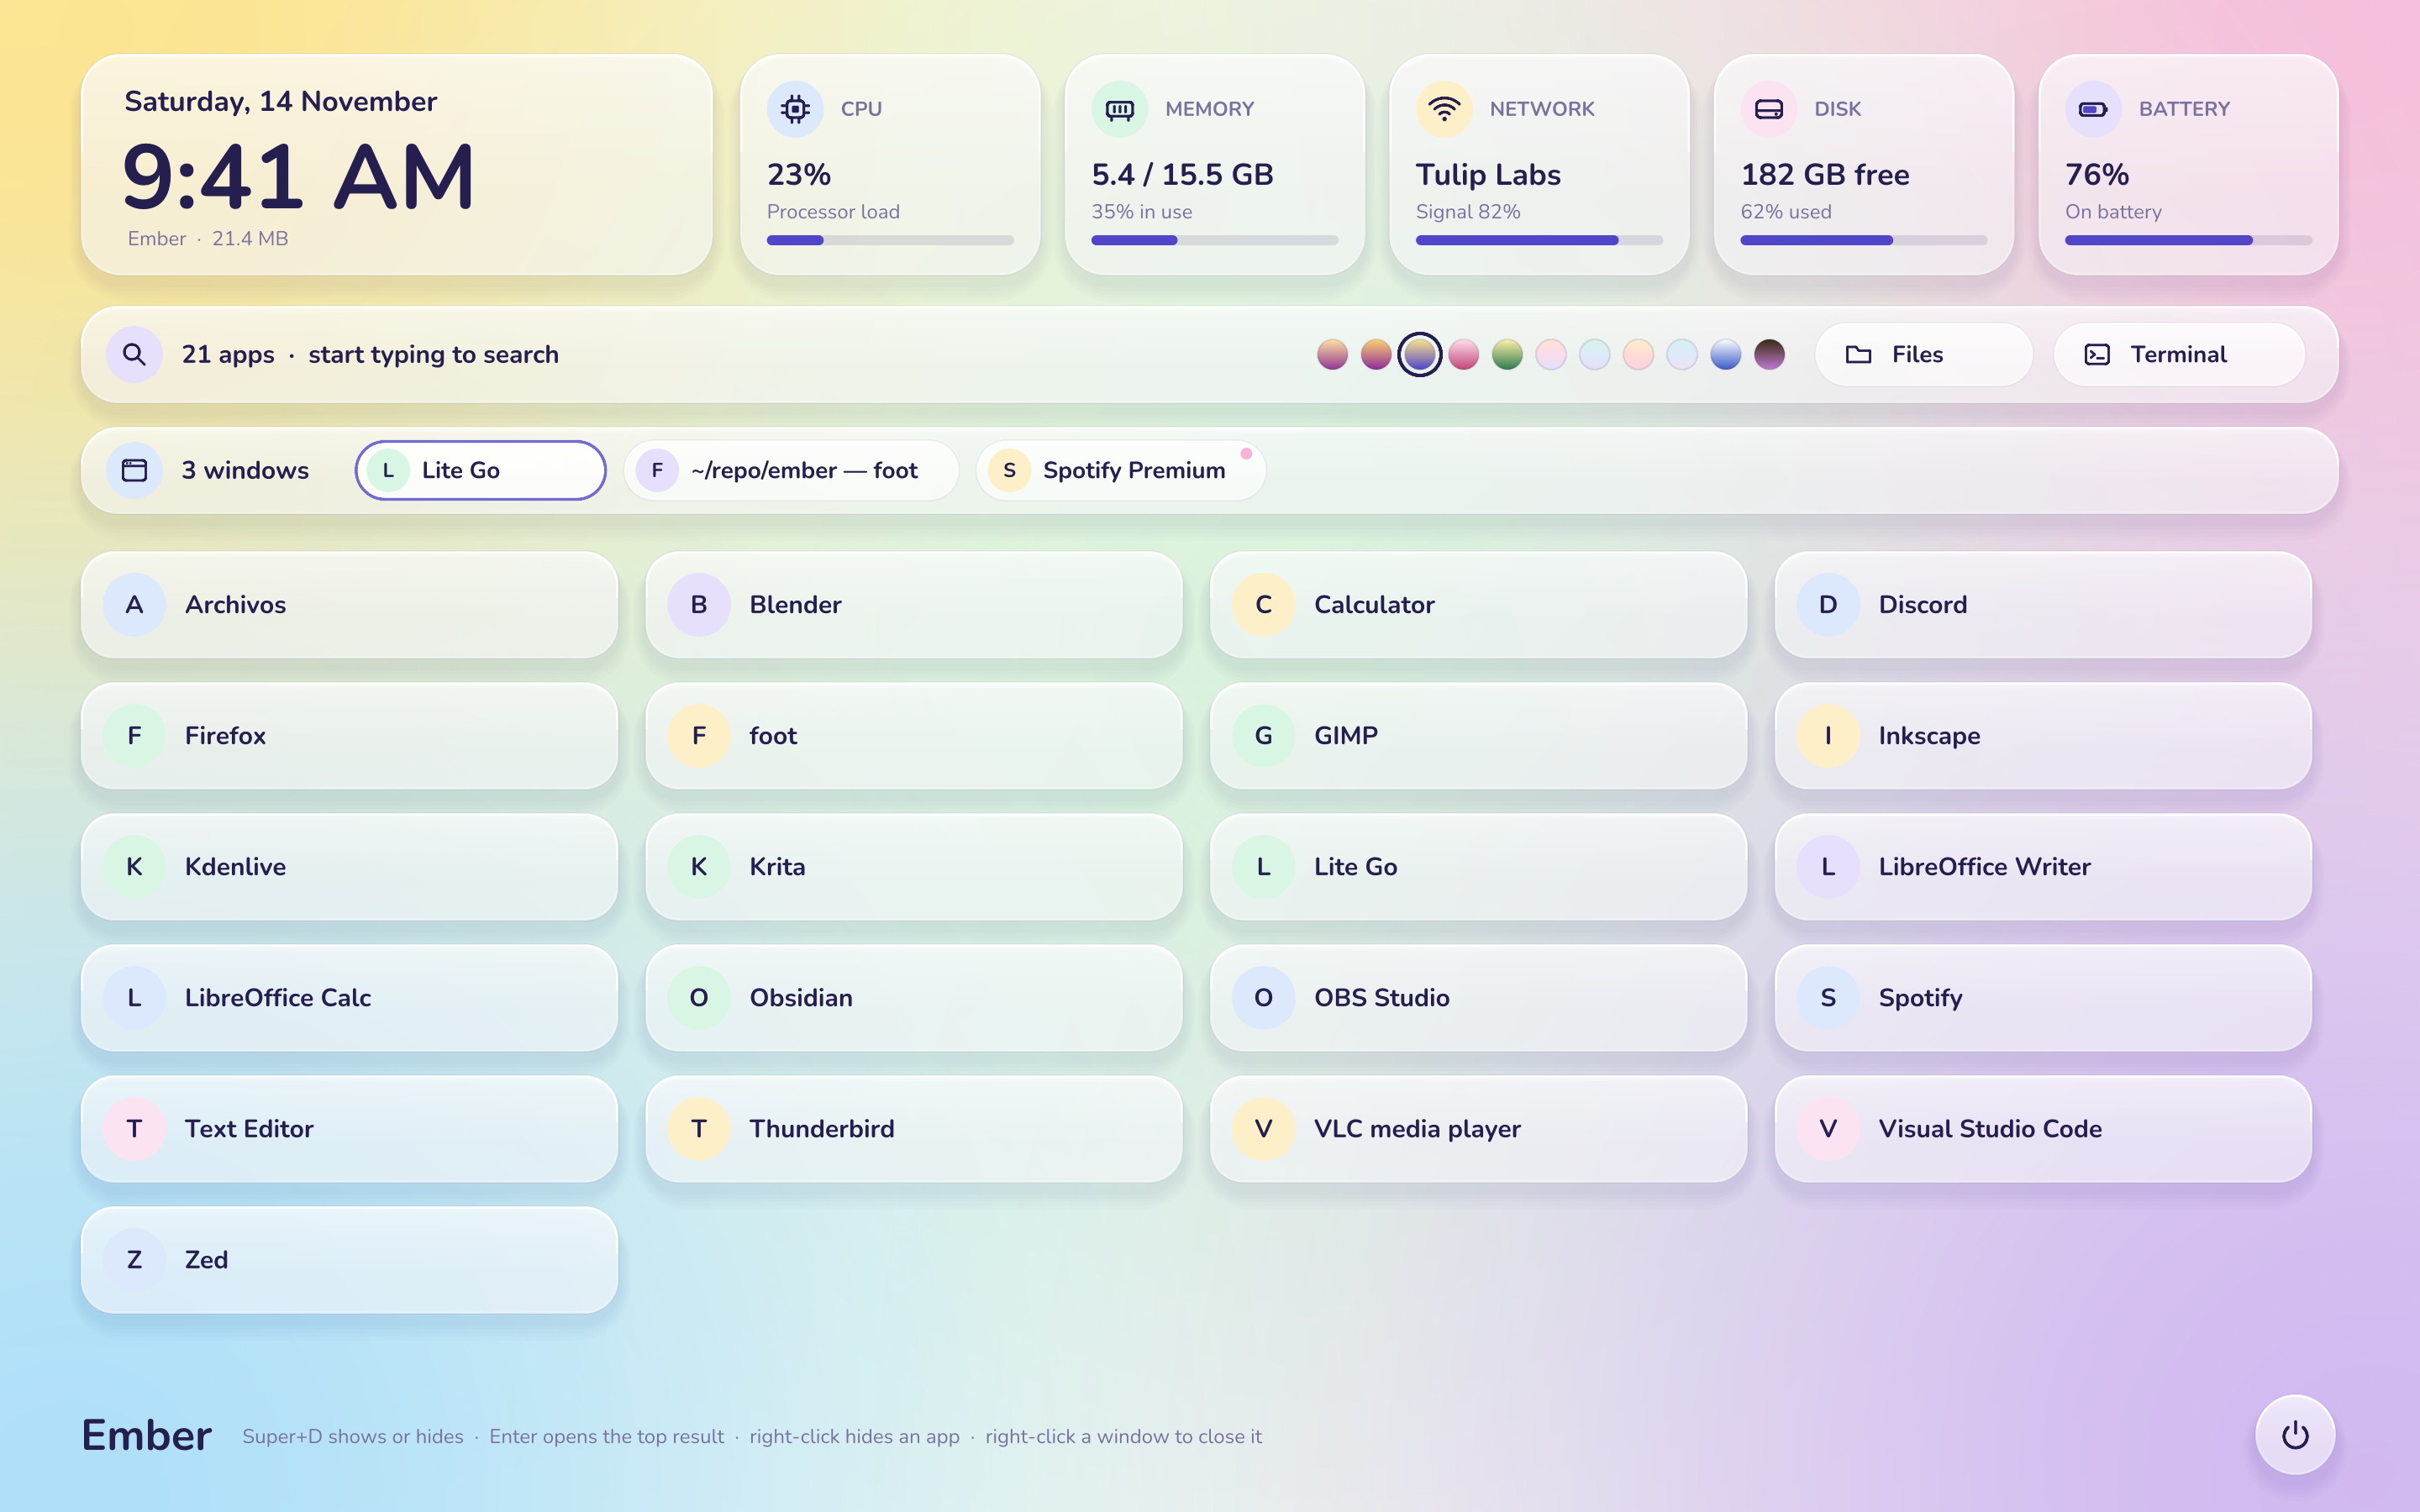 Saturday, 14 November
9:41 AM
Ember · 21.4 MB
CPU
23%
Processor load
MEMORY
5.4 / 15.5 GB
35% in use
NETWORK
Tulip Labs
Signal 82%
DISK
182 GB free
62% used
BATTERY
76%
On battery
21 apps · start typing to search
Files
Terminal
3 windows
L Lite Go
F ~/repo/ember — foot
S Spotify Premium
A Archivos
B Blender
C Calculator
D Discord
F Firefox
F foot
G GIMP
I Inkscape
K Kdenlive
K Krita
L Lite Go
L LibreOffice Writer
L LibreOffice Calc
O Obsidian
O OBS Studio
S Spotify
T Text Editor
T Thunderbird
V VLC media player
V Visual Studio Code
Z Zed
Ember
Super+D shows or hides · Enter opens the top result · right-click hides an app · right-click a window to close it